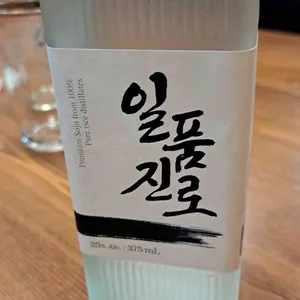 Premium Soju from 100%
Pure rice distillates
일품
진로
25% Alc. / 375 mL